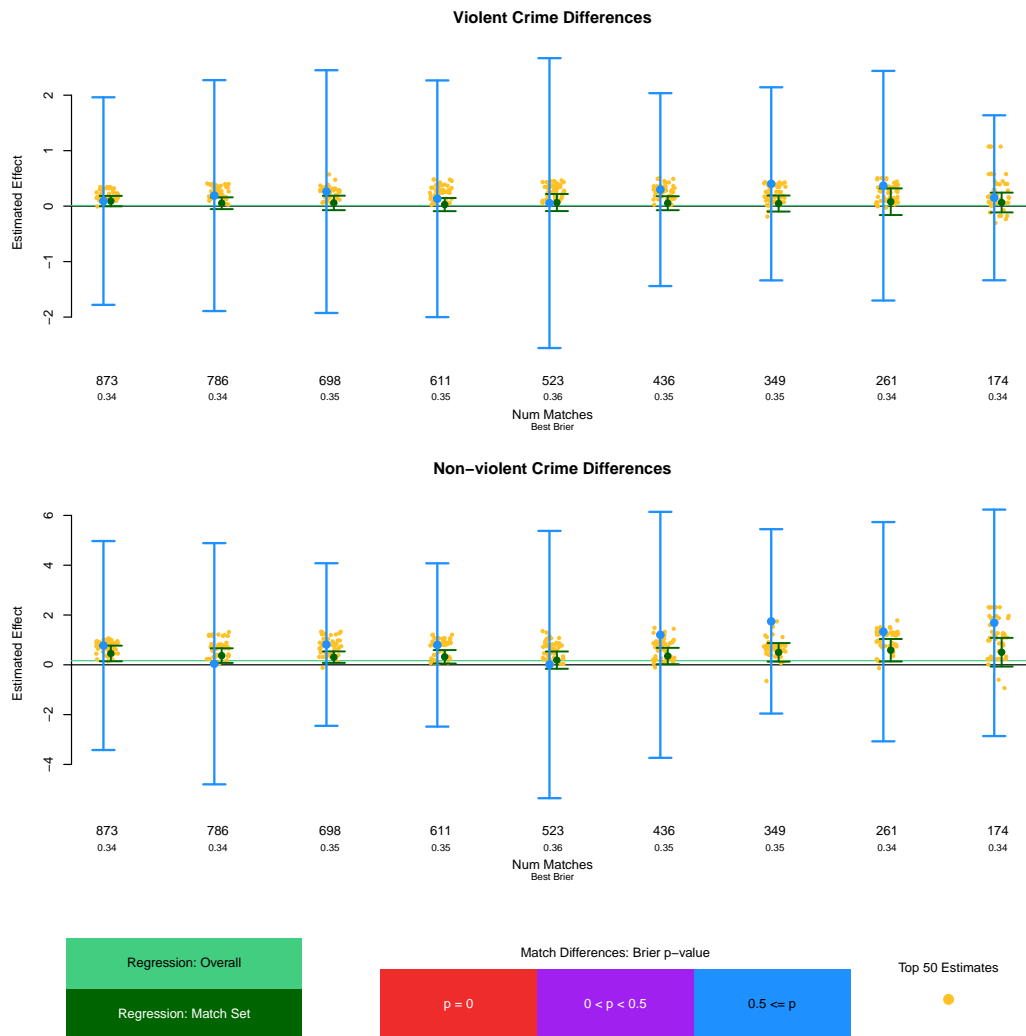 Violent Crime Differences
Estimated Effect
2
1
0
−1
−2
873 786 698 611 523 436 349 261 174
0.34 0.34 0.35 0.35 0.36 0.35 0.35 0.34 0.34
Num Matches
Best Brier
Non−violent Crime Differences
Estimated Effect
6
4
2
0
−2
−4
873 786 698 611 523 436 349 261 174
0.34 0.34 0.35 0.35 0.36 0.35 0.35 0.34 0.34
Num Matches
Best Brier
Regression: Overall
Regression: Match Set
Match Differences: Brier p−value
p = 0 0 < p < 0.5 0.5 <= p
Top 50 Estimates